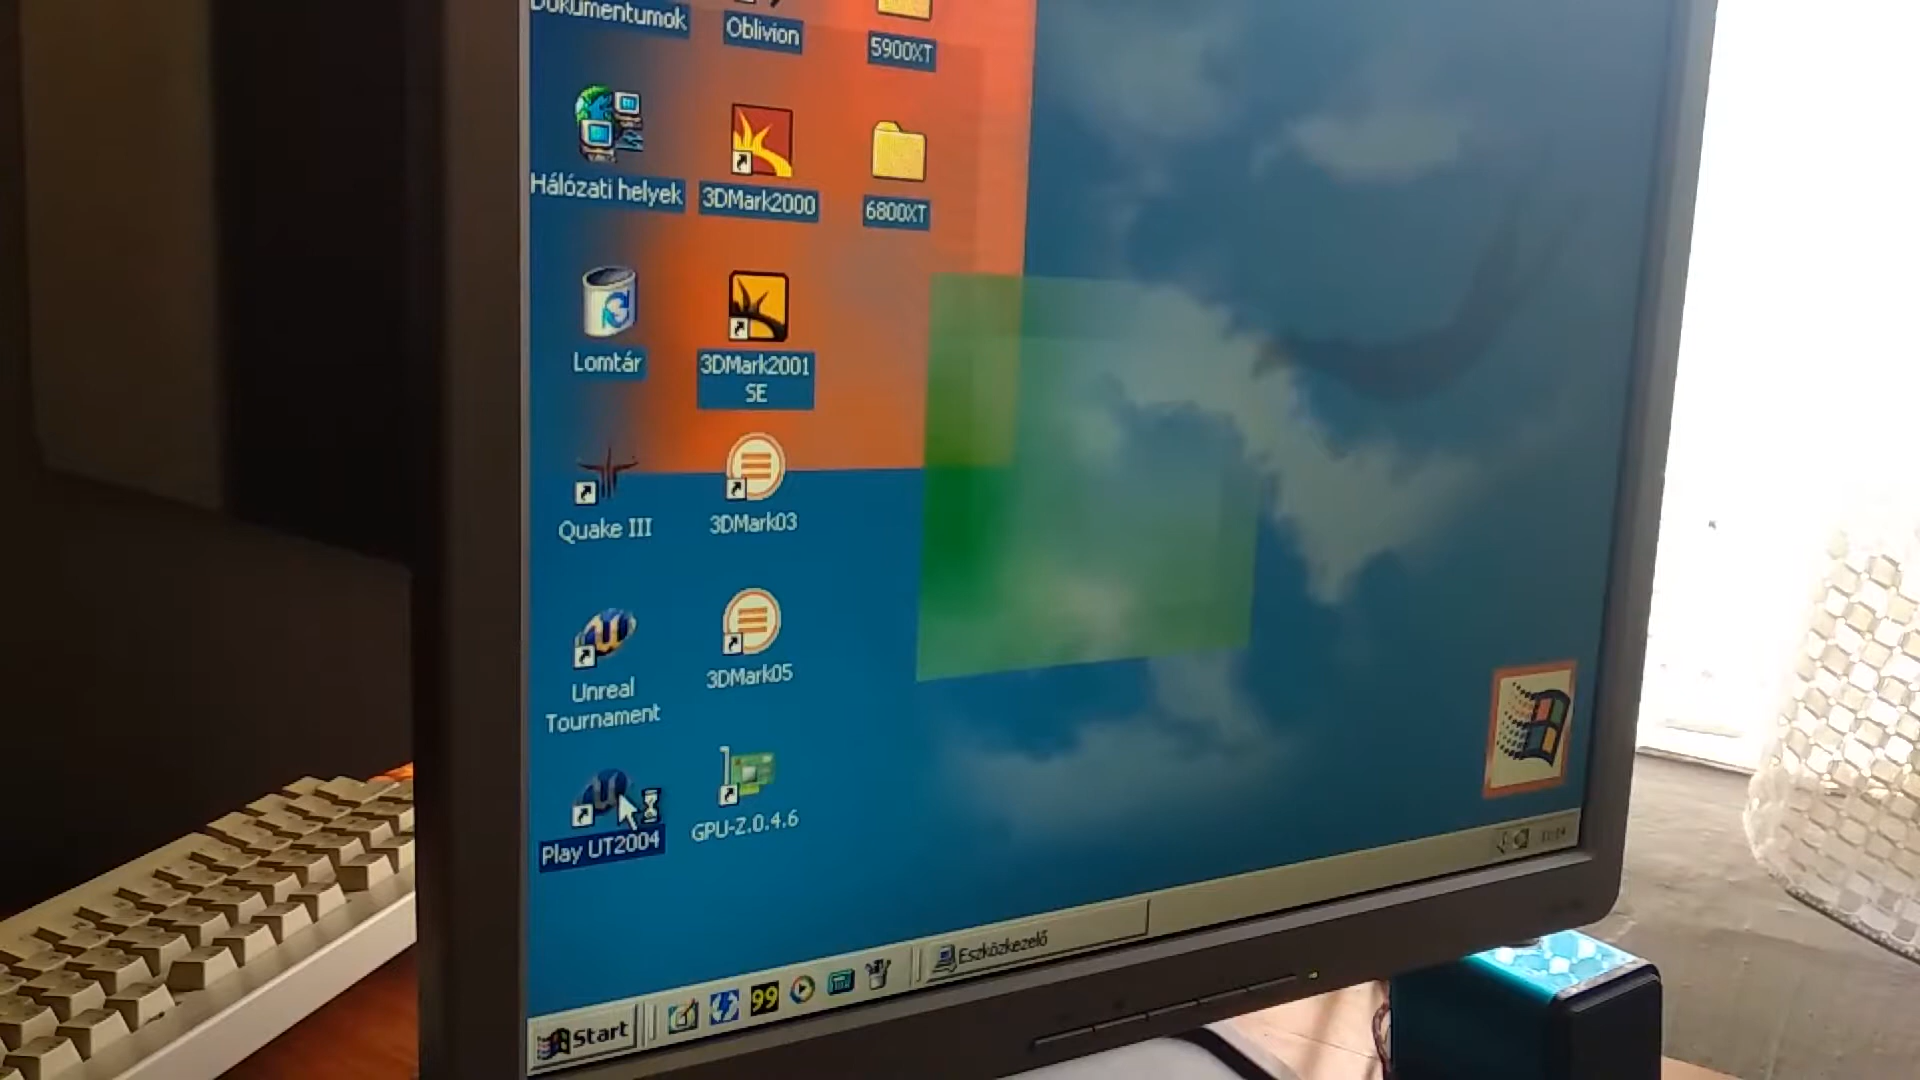 Dokumentumok
Oblivion
5900XT
Hálózati helyek
3DMark2000
6800XT
Lomtár
3DMark2001
SE
Quake III
3DMark03
Unreal
Tournament
3DMark05
Play UT2004
GPU-Z.0.4.6
Start
99
Eszközkezelő